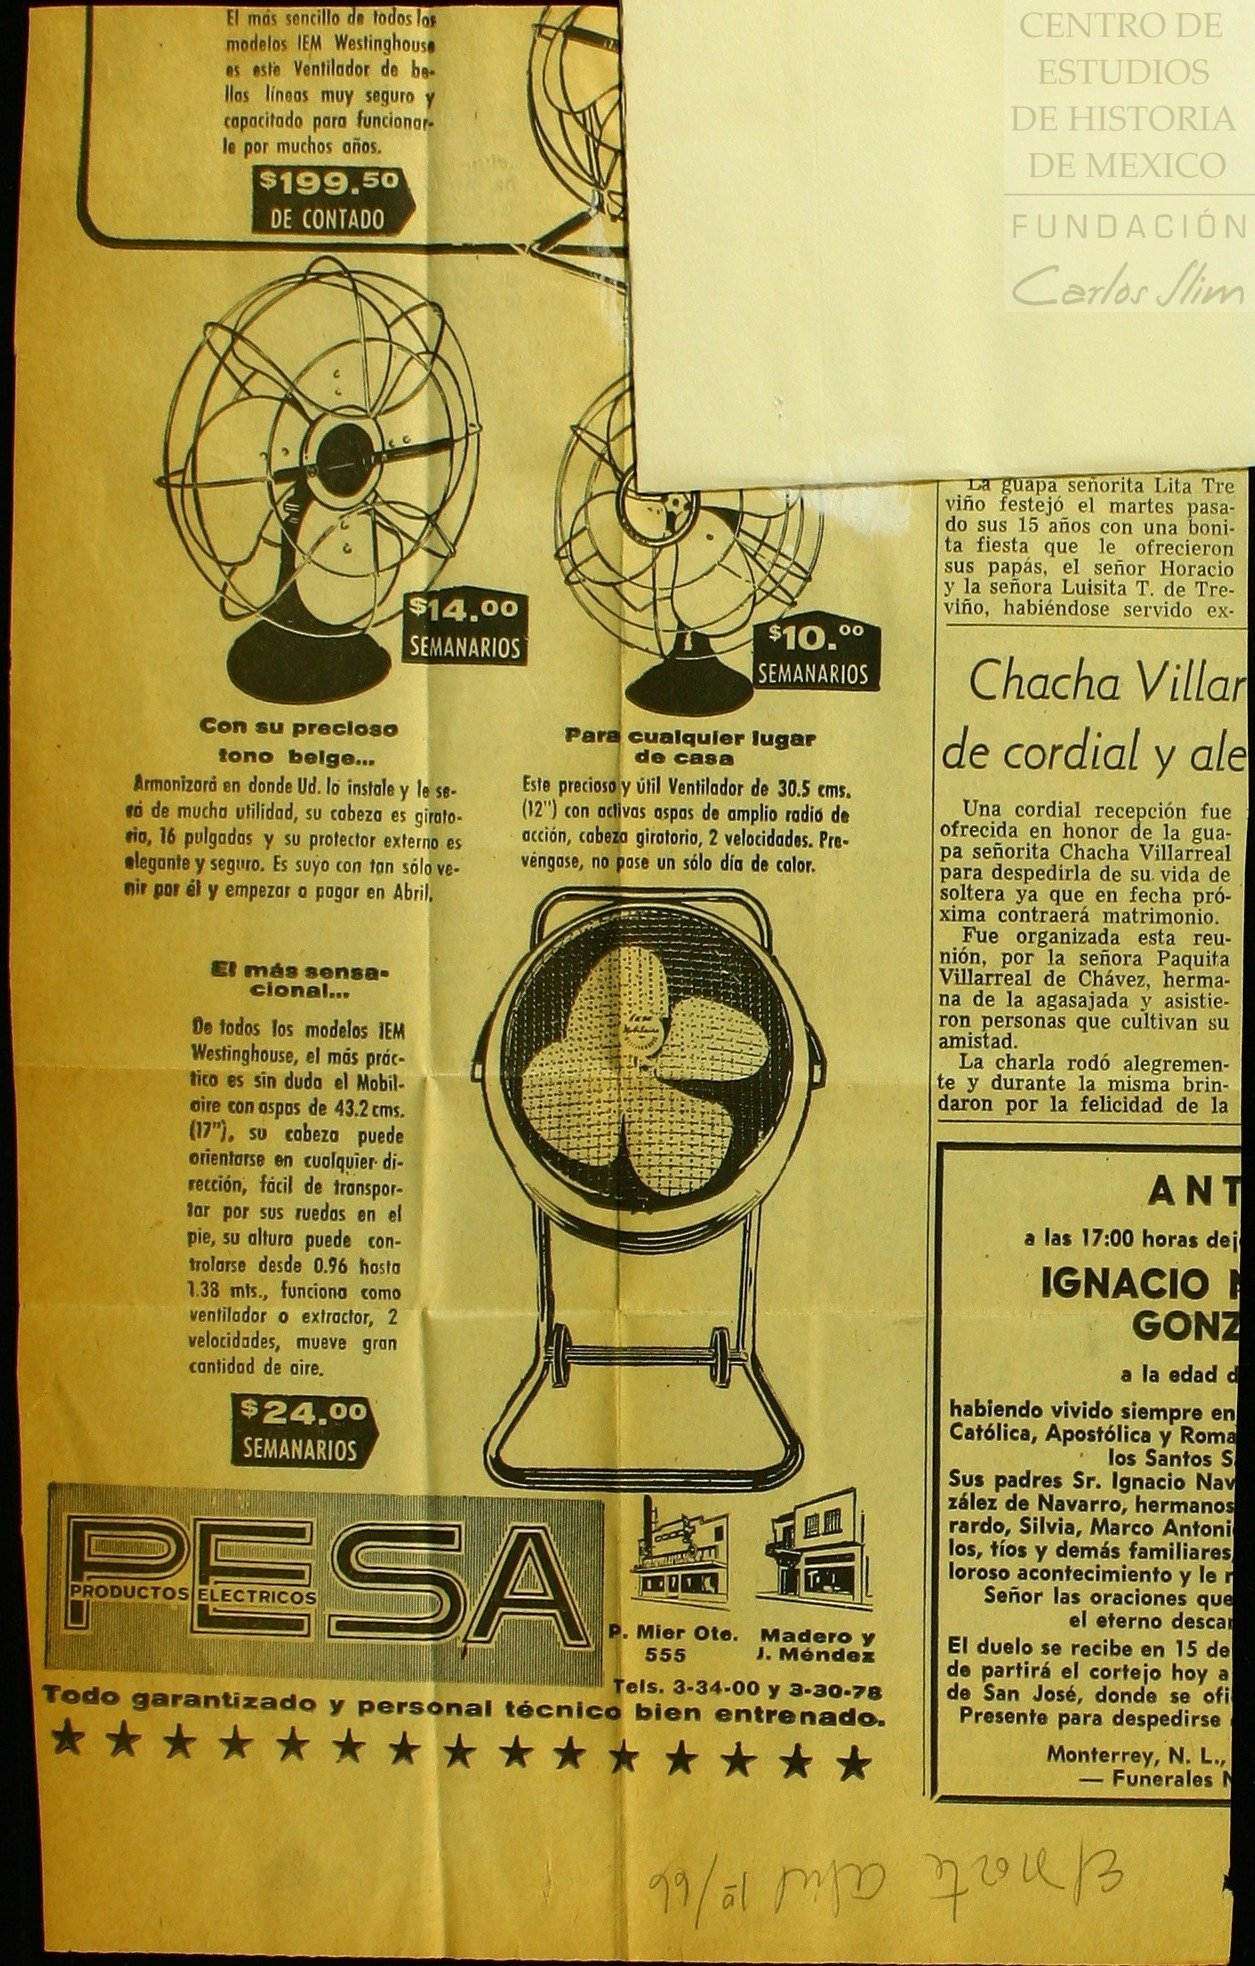 El más sencillo de todos los
modelos IEM Westinghouse
es este Ventilador de be-
llas líneas muy seguro y
capacitado para funcionar-
le por muchos años.
$199.50
DE CONTADO
CENTRO DE
ESTUDIOS
DE HISTORIA
DE MEXICO
FUNDACIÓN
Carlos Slim
$14.00
SEMANARIOS
Con su precioso
tono beige...
Armonizará en donde Ud. lo instale y le se-
rá de mucha utilidad, su cabeza es girato-
ria, 16 pulgadas y su protector externo es
elegante y seguro. Es suyo con tan sólo ve-
nir por él y empezar a pagar en Abril.
$10.00
SEMANARIOS
Para cualquier lugar
de casa
Este precioso y útil Ventilador de 30.5 cms.
(12") con activas aspas de amplio radio de
acción, cabeza giratoria, 2 velocidades. Pre-
véngase, no pase un sólo día de calor.
El más sensa-
cional...
De todos los modelos IEM
Westinghouse, el más prác-
tico es sin duda el Mobil-
aire con aspas de 43.2 cms.
(17"), su cabeza puede
orientarse en cualquier di-
rección, fácil de transpor-
tar por sus ruedas en el
pie, su altura puede con-
trolarse desde 0.96 hasta
1.38 mts., funciona como
ventilador o extractor, 2
velocidades, mueve gran
cantidad de aire.
$24.00
SEMANARIOS
PESA
PRODUCTOS ELECTRICOS
P. Mier Ote.
555
Madero y
J. Méndez
Tels. 3-34-00 y 3-30-78
Todo garantizado y personal técnico bien entrenado.
La guapa señorita Lita Tre
viño festejó el martes pasa-
do sus 15 años con una boni-
ta fiesta que le ofrecieron
sus papás, el señor Horacio
y la señora Luisita T. de Tre-
viño, habiéndose servido ex-
Chacha Villar
de cordial y ale
Una cordial recepción fue
ofrecida en honor de la gua-
pa señorita Chacha Villarreal
para despedirla de su vida de
soltera ya que en fecha pró-
xima contraerá matrimonio.
Fue organizada esta reu-
nión, por la señora Paquita
Villarreal de Chávez, herma-
na de la agasajada y asistie-
ron personas que cultivan su
amistad.
La charla rodó alegremen-
te y durante la misma brin-
daron por la felicidad de la
ANT
a las 17:00 horas dej
IGNACIO
GONZ
a la edad d
habiendo vivido siempre en
Católica, Apostólica y Roma
los Santos S
Sus padres Sr. Ignacio Nav
zález de Navarro, hermanos
rardo, Silvia, Marco Antoni
los, tíos y demás familiares,
loroso acontecimiento y le r
Señor las oraciones que
el eterno descan
El duelo se recibe en 15 de
de partirá el cortejo hoy a
de San José, donde se ofi
Presente para despedirse
Monterrey, N. L.,
— Funerales N
El norte abril 1º/66